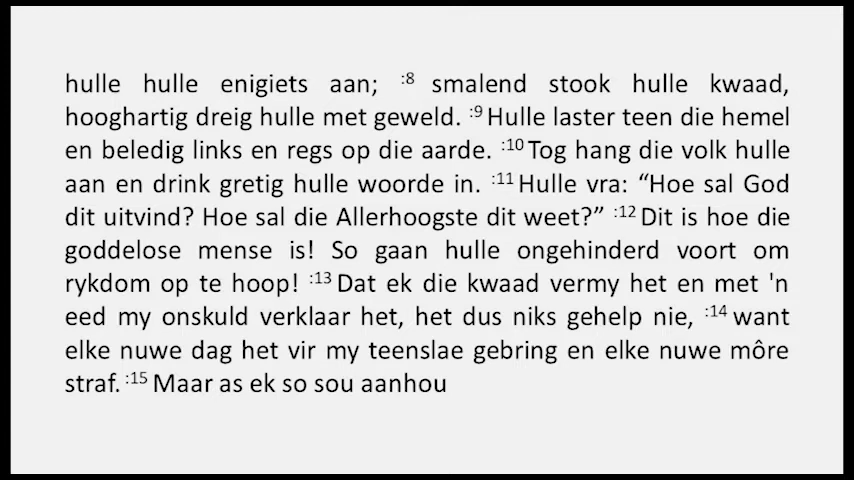 hulle hulle enigiets aan; :8 smalend stook hulle kwaad,
hooghartig dreig hulle met geweld. :9 Hulle laster teen die hemel
en beledig links en regs op die aarde. :10 Tog hang die volk hulle
aan en drink gretig hulle woorde in. :11 Hulle vra: “Hoe sal God
dit uitvind? Hoe sal die Allerhoogste dit weet?” :12 Dit is hoe die
goddelose mense is! So gaan hulle ongehinderd voort om
rykdom op te hoop! :13 Dat ek die kwaad vermy het en met 'n
eed my onskuld verklaar het, het dus niks gehelp nie, :14 want
elke nuwe dag het vir my teenslae gebring en elke nuwe môre
straf. :15 Maar as ek so sou aanhou